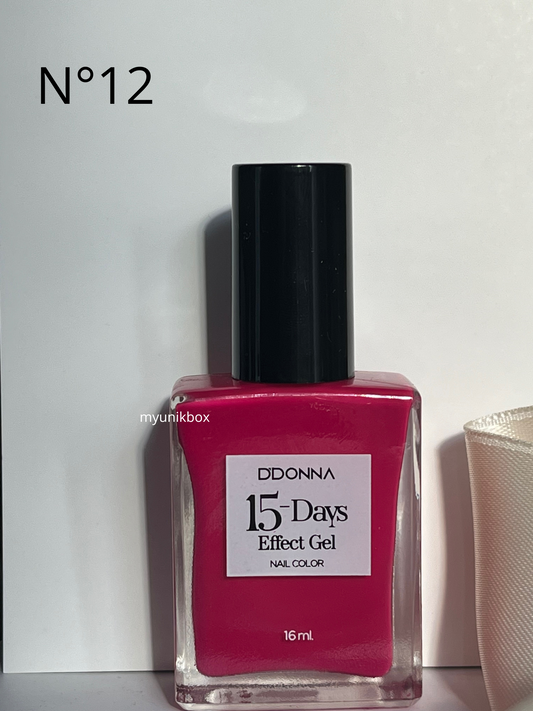 N°12
myunikbox
D'DONNA
15-Days
Effect Gel
NAIL COLOR
16 ml.